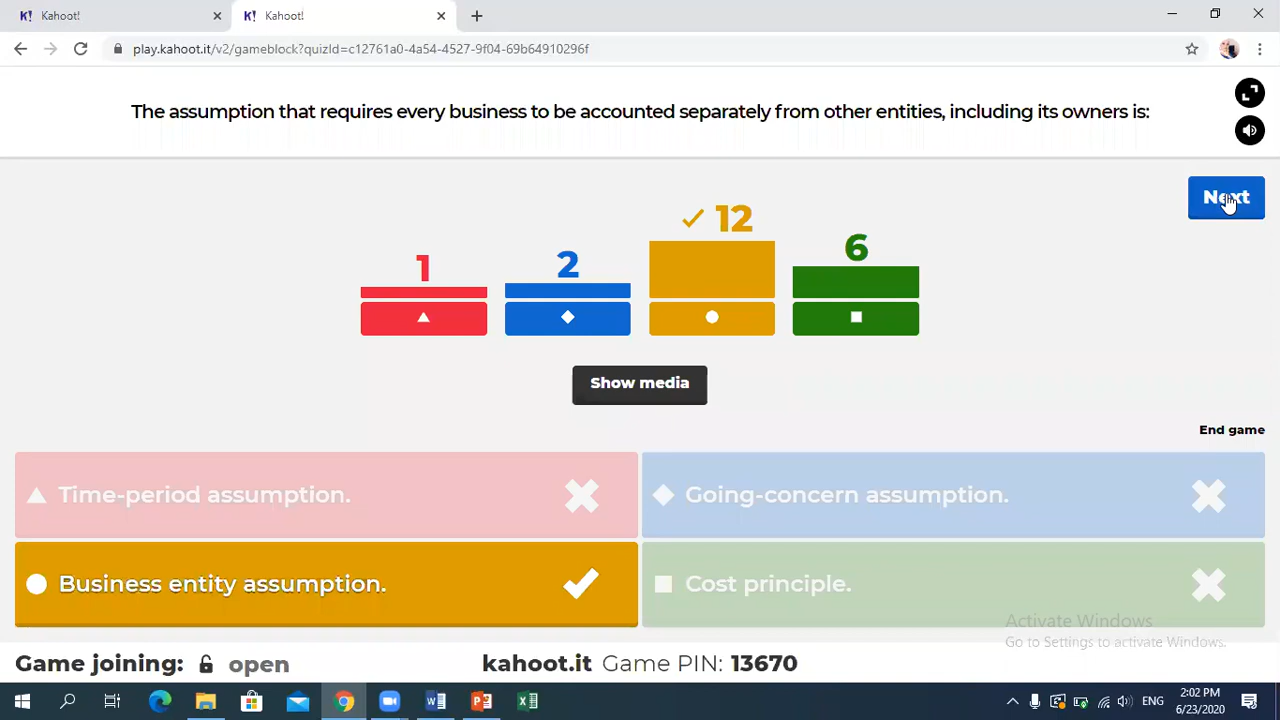 Kahoot!
Kahoot!
play.kahoot.it/v2/gameblock?quizId=c12761a0-4a54-4527-9f04-69b64910296f
The assumption that requires every business to be accounted separately from other entities, including its owners is:
Next
1
2
12
6
Show media
End game
Time-period assumption.
Going-concern assumption.
Business entity assumption.
Cost principle.
Activate Windows
Go to Settings to activate Windows.
Game joining: open
kahoot.it Game PIN: 13670
ENG
2:02 PM
6/23/2020